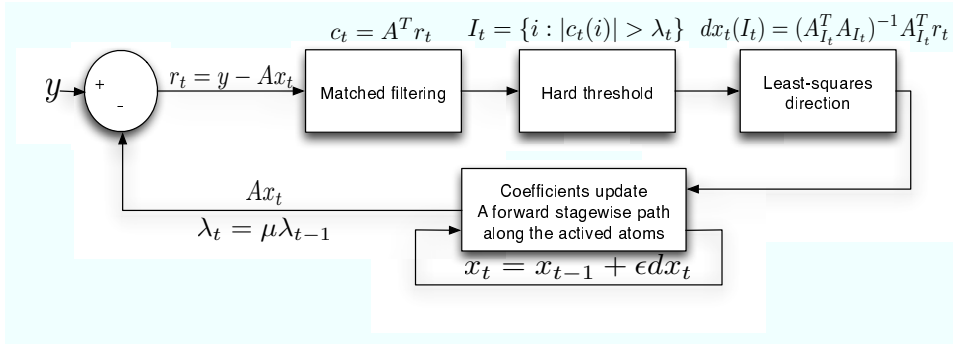 c_t = A^T r_t
I_t = {i : |c_t(i)| > λ_t}
dx_t(I_t) = (A_{I_t}^T A_{I_t})^{-1} A_{I_t}^T r_t
y
+
-
r_t = y − Ax_t
Matched filtering
Hard threshold
Least-squares
direction
Coefficients update
A forward stagewise path
along the actived atoms
Ax_t
λ_t = μλ_{t−1}
x_t = x_{t−1} + ϵdx_t